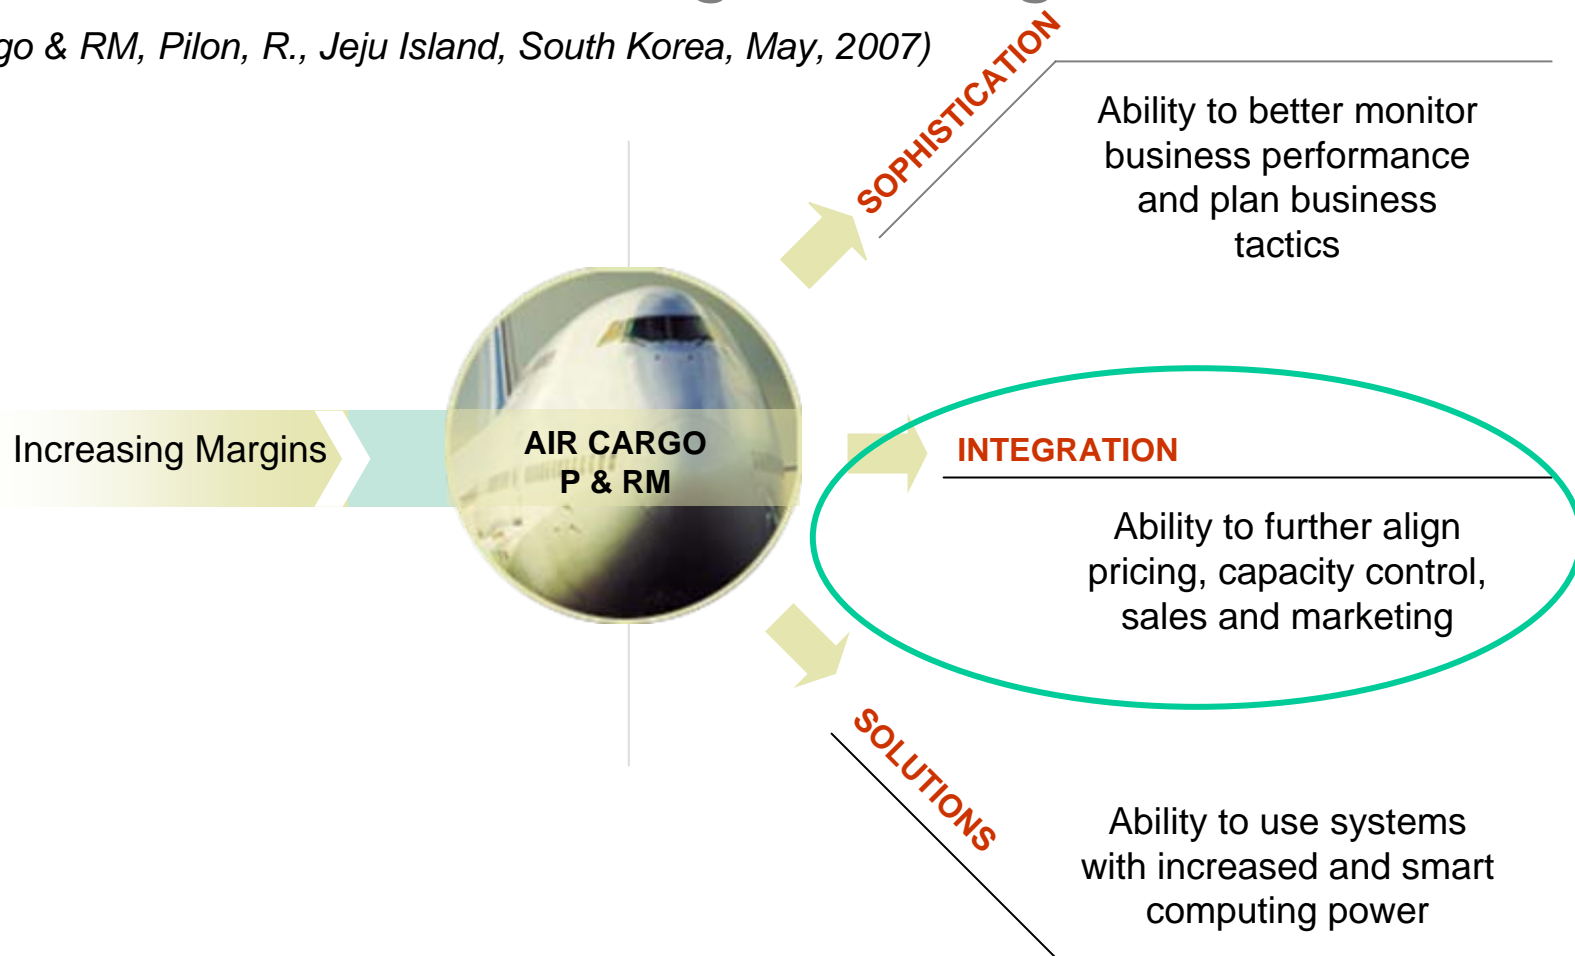 go & RM, Pilon, R., Jeju Island, South Korea, May, 2007)
SOPHISTICATION
Ability to better monitor
business performance
and plan business
tactics
Increasing Margins
AIR CARGO
P & RM
INTEGRATION
Ability to further align
pricing, capacity control,
sales and marketing
SOLUTIONS
Ability to use systems
with increased and smart
computing power